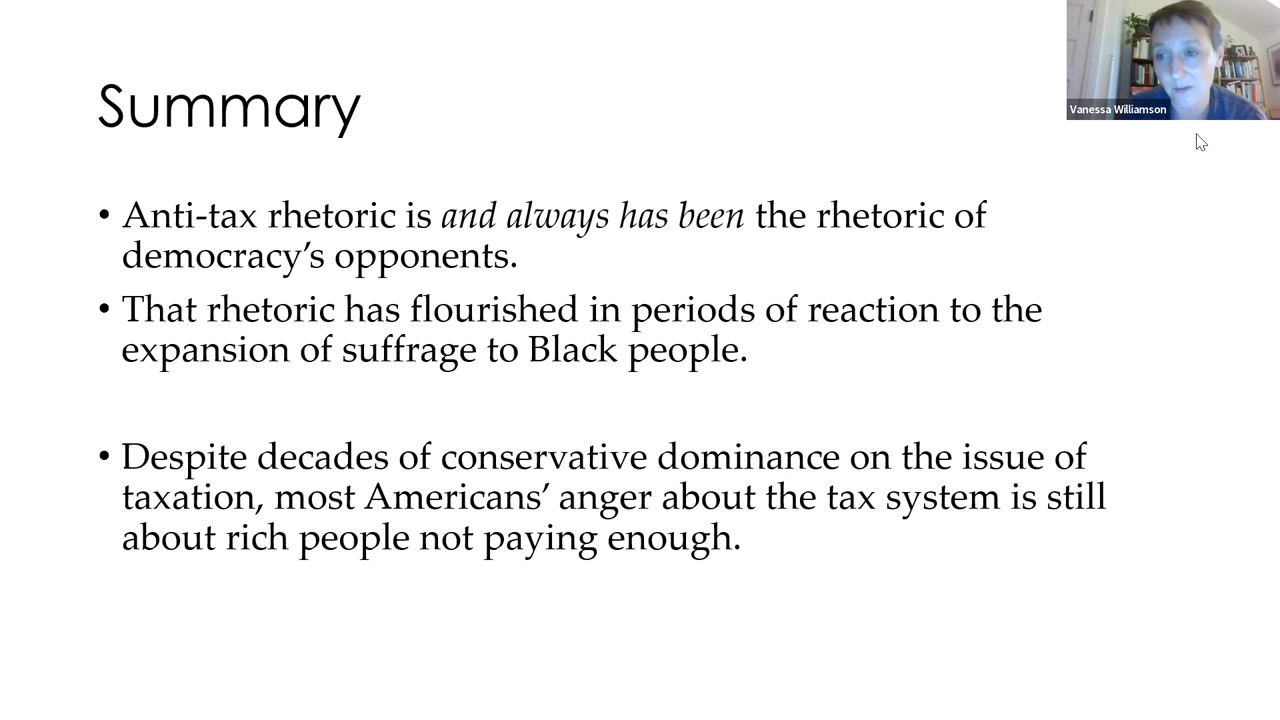 Vanessa Williamson
Summary
• Anti-tax rhetoric is and always has been the rhetoric of
democracy’s opponents.
• That rhetoric has flourished in periods of reaction to the
expansion of suffrage to Black people.
• Despite decades of conservative dominance on the issue of
taxation, most Americans’ anger about the tax system is still
about rich people not paying enough.